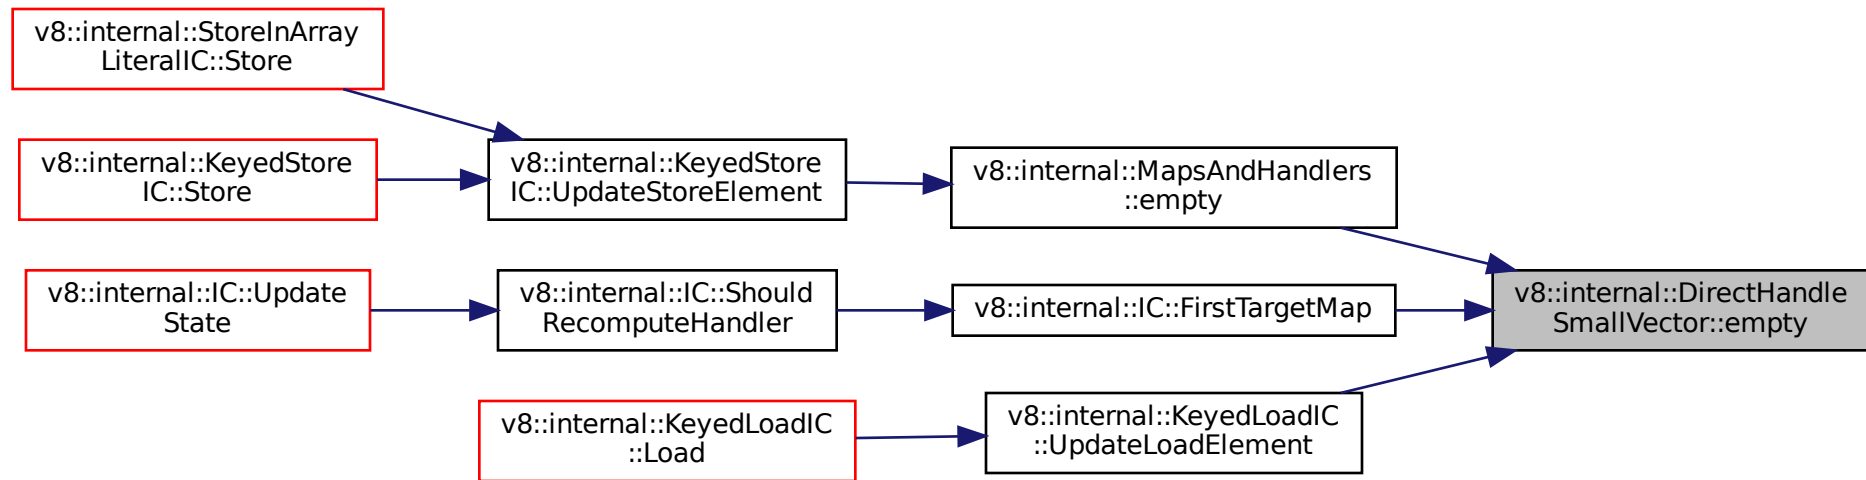 v8::internal::StoreInArray
LiteralIC::Store
v8::internal::KeyedStore
IC::Store
v8::internal::KeyedStore
IC::UpdateStoreElement
v8::internal::MapsAndHandlers
::empty
v8::internal::IC::Update
State
v8::internal::IC::Should
RecomputeHandler
v8::internal::IC::FirstTargetMap
v8::internal::DirectHandle
SmallVector::empty
v8::internal::KeyedLoadIC
::Load
v8::internal::KeyedLoadIC
::UpdateLoadElement